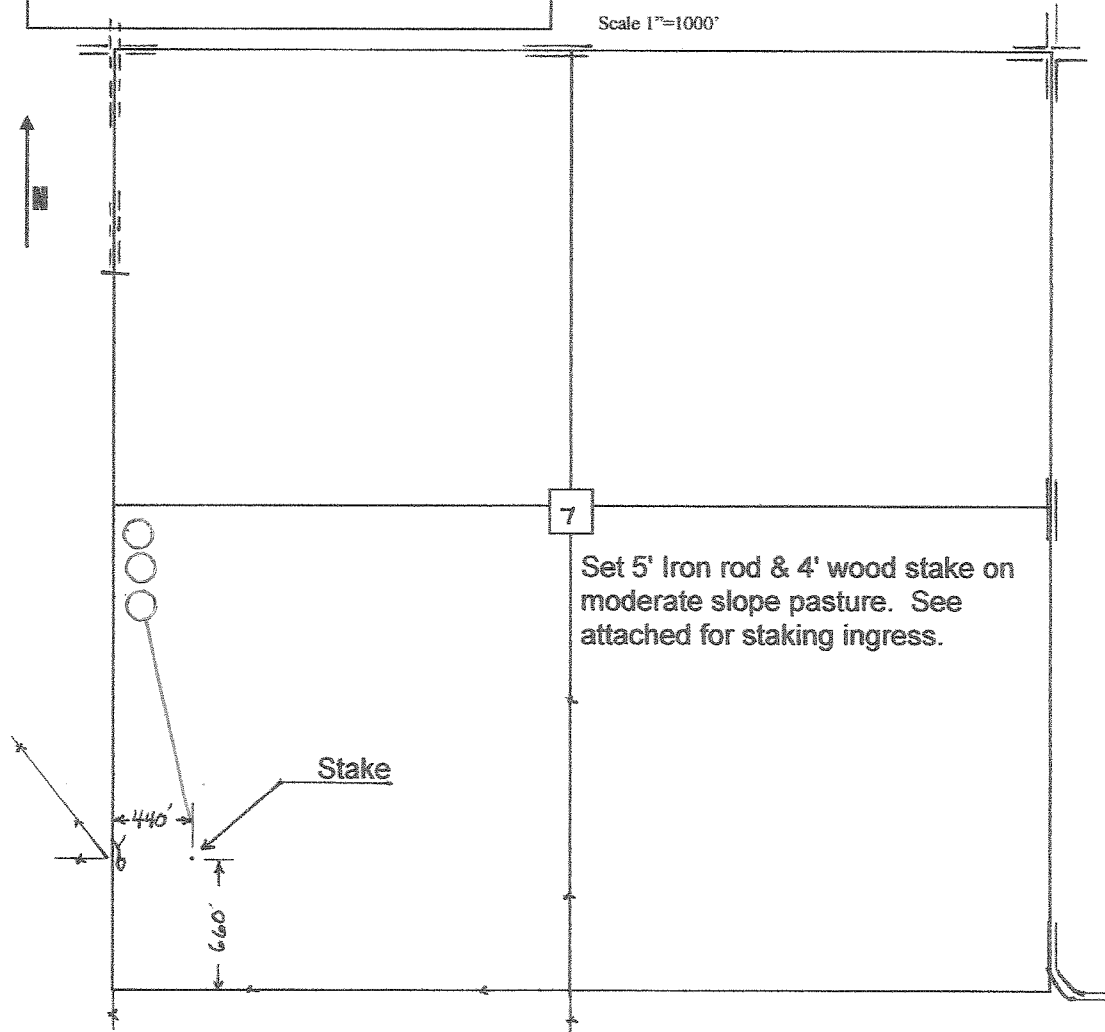 Scale 1"=1000'
7
Set 5' Iron rod & 4' wood stake on
moderate slope pasture. See
attached for staking ingress.
Stake
440'
660'